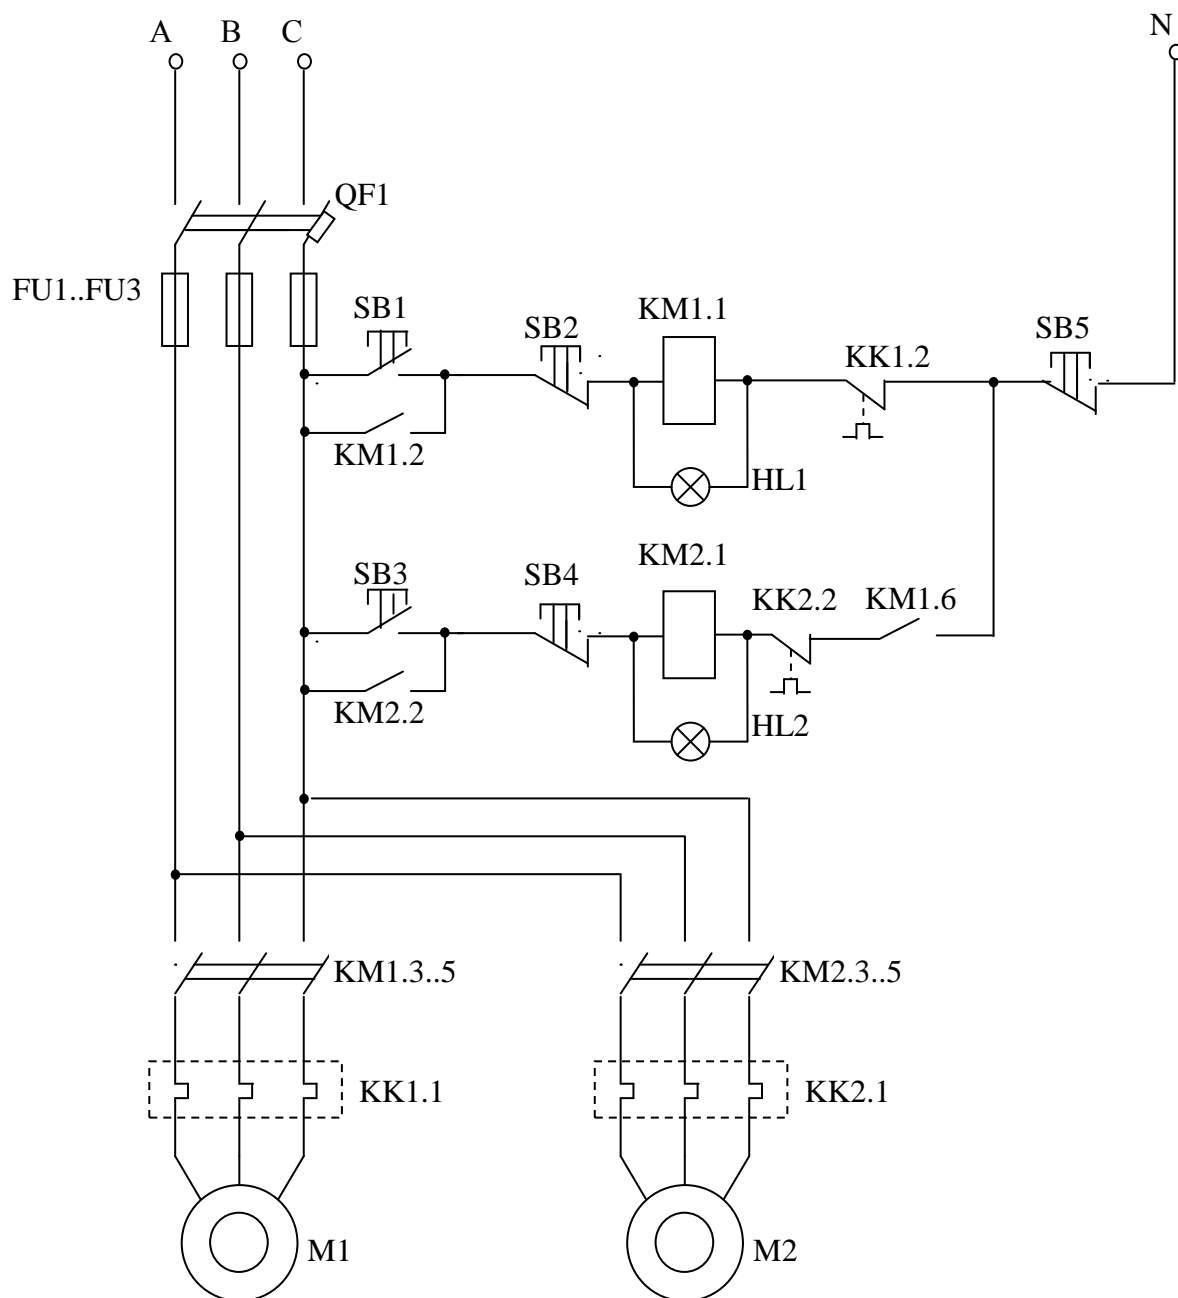 A B C N
QF1
FU1..FU3
SB1 SB2 KM1.1 KK1.2 SB5
KM1.2
HL1
SB3 SB4 KM2.1 KK2.2 KM1.6
KM2.2
HL2
KM1.3..5 KM2.3..5
KK1.1 KK2.1
M1 M2